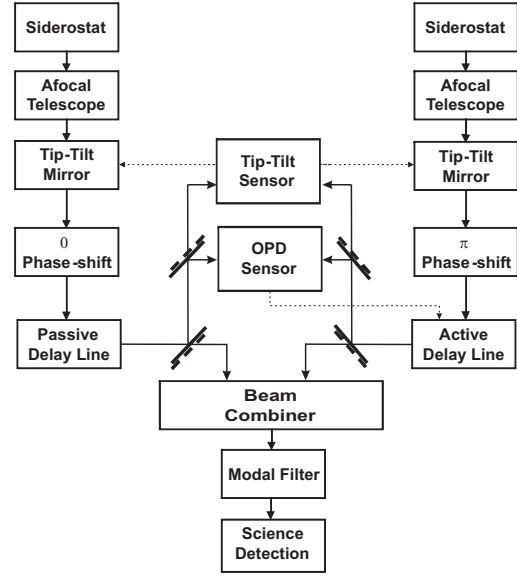 Siderostat
Siderostat
Afocal
Telescope
Afocal
Telescope
Tip-Tilt
Mirror
Tip-Tilt
Sensor
Tip-Tilt
Mirror
0
Phase-shift
OPD
Sensor
π
Phase-shift
Passive
Delay Line
Active
Delay Line
Beam
Combiner
Modal Filter
Science
Detection